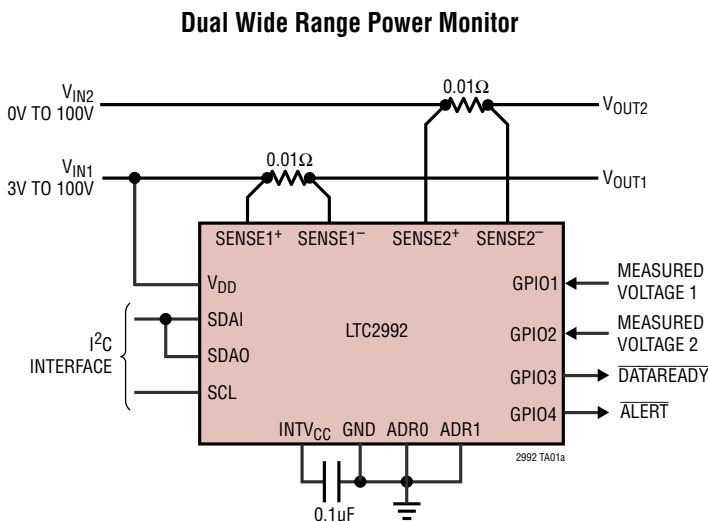 Dual Wide Range Power Monitor
0.01Ω
VIN2
0V TO 100V
VOUT2
0.01Ω
VIN1
3V TO 100V
VOUT1
SENSE1+ SENSE1– SENSE2+ SENSE2–
VDD
GPIO1
MEASURED
VOLTAGE 1
SDAI
I2C
INTERFACE
LTC2992
GPIO2
MEASURED
VOLTAGE 2
SDAO
GPIO3
DATAREADY
SCL
GPIO4
ALERT
INTVCC GND ADR0 ADR1
2992 TA01a
0.1µF